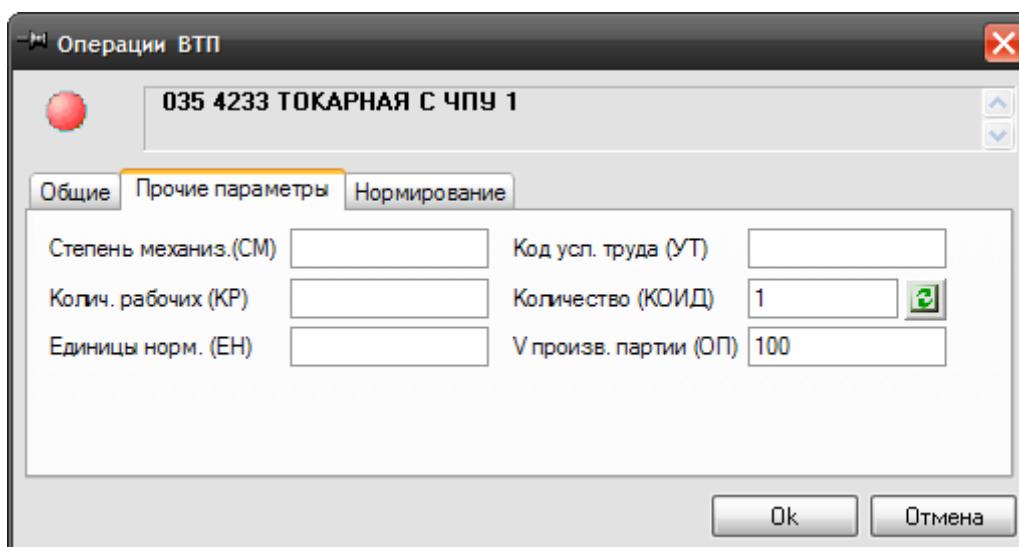 Операции ВТП
035 4233 ТОКАРНАЯ С ЧПУ 1
Общие Прочие параметры Нормирование
Степень механиз.(СМ) Код усл. труда (УТ)
Колич. рабочих (КР) Количество (КОИД) 1
Единицы норм. (ЕН) V произв. партии (ОП) 100
Ok Отмена